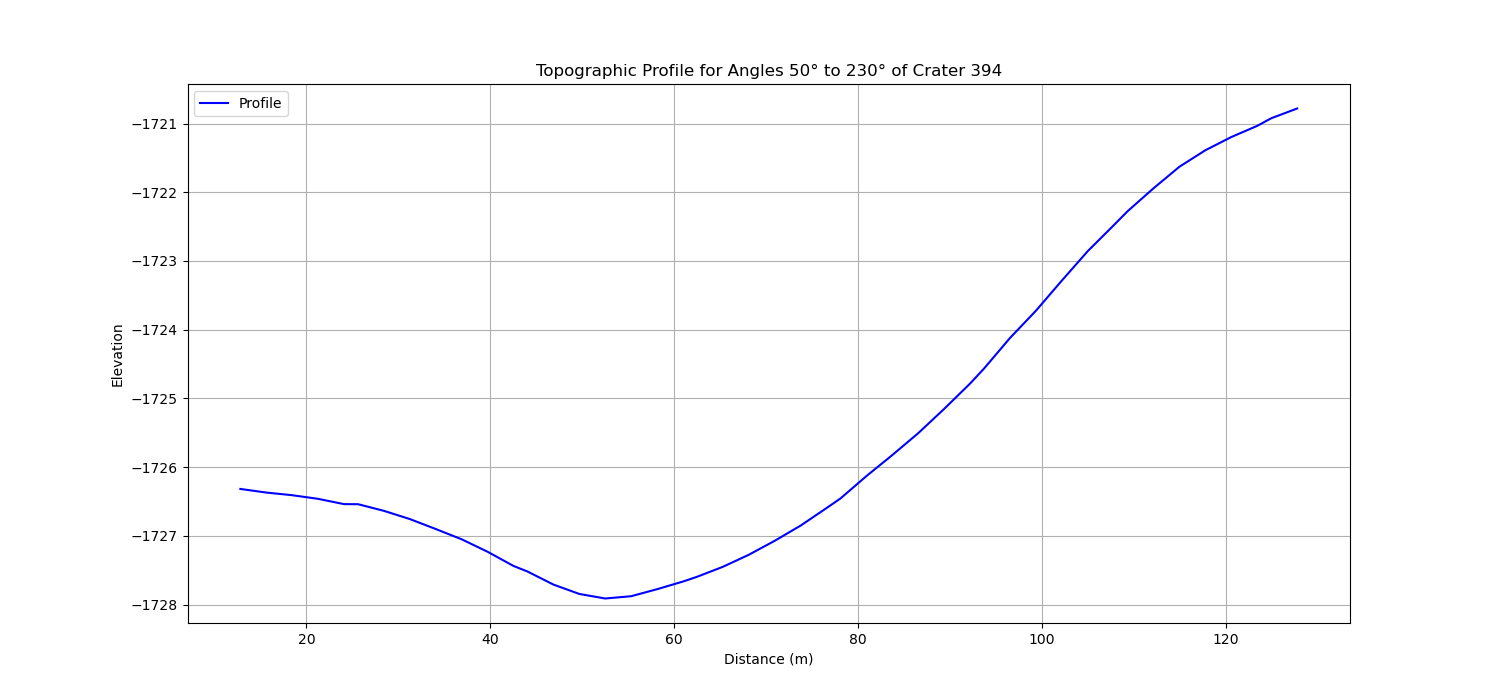 Topographic Profile for Angles 50° to 230° of Crater 394
Profile
−1721
−1722
−1723
−1724
−1725
−1726
−1727
−1728
Elevation
20 40 60 80 100 120
Distance (m)